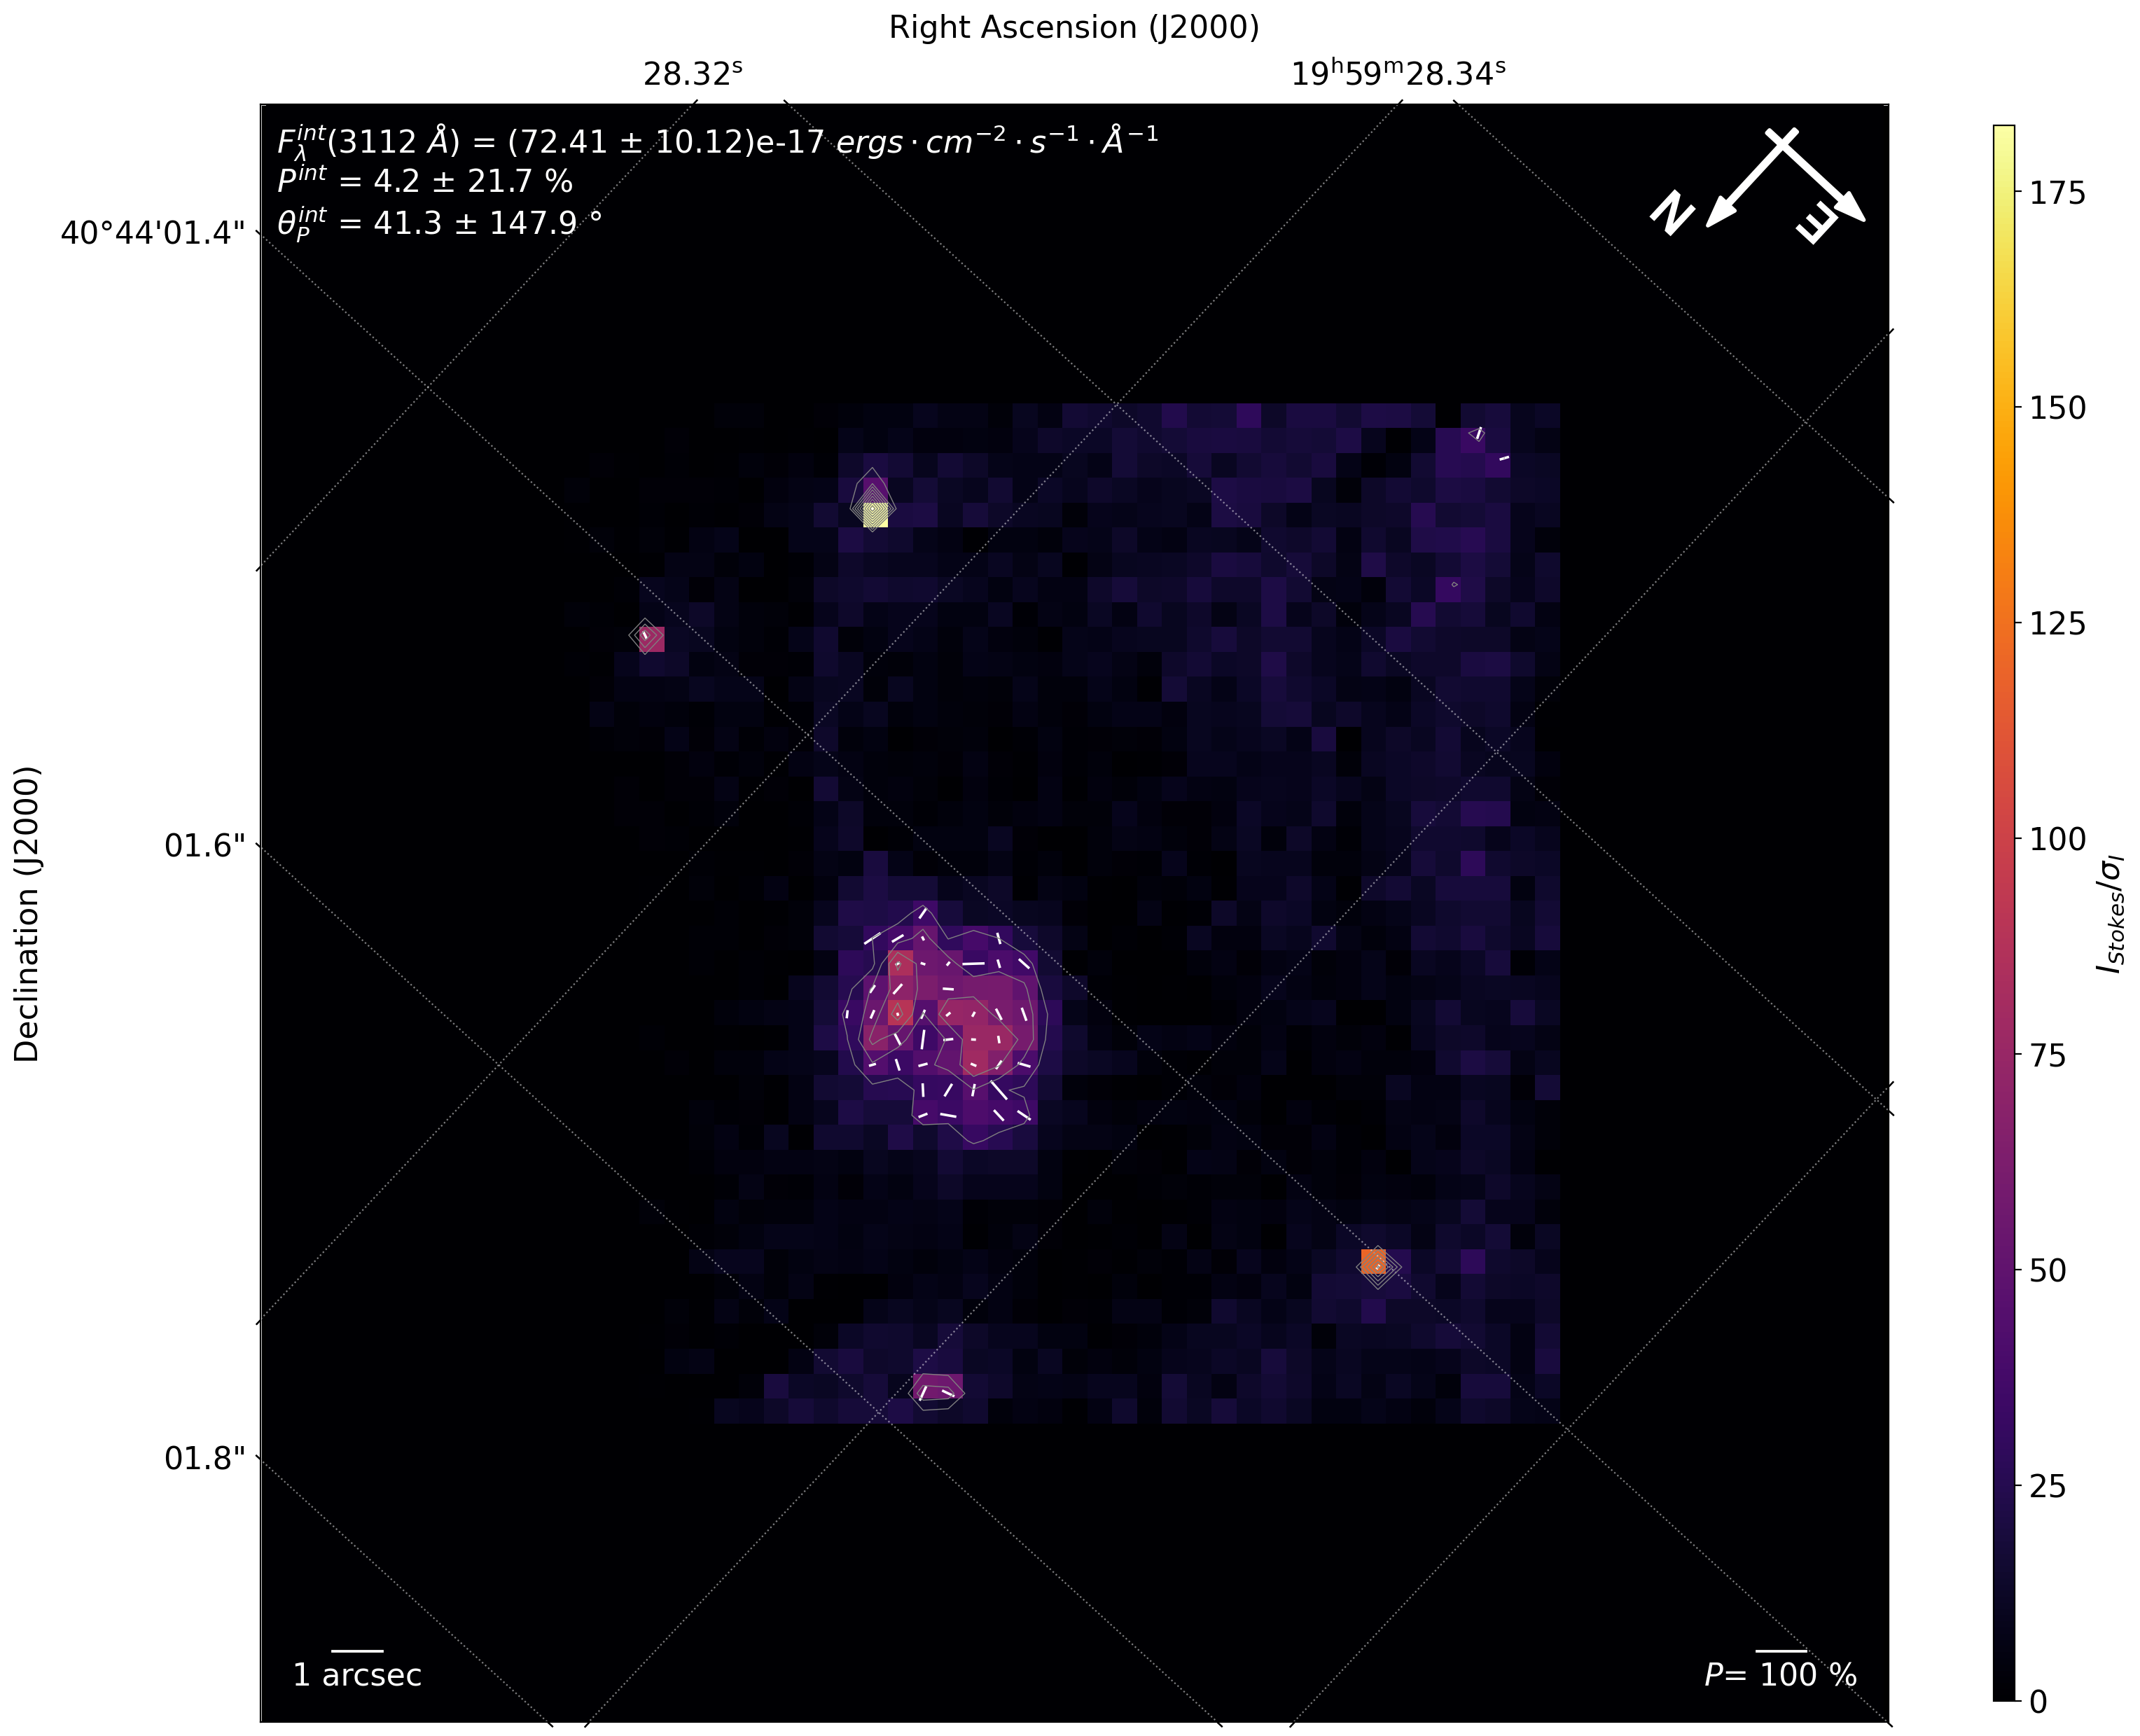 Right Ascension (J2000)
28.32ˢ
19ʰ59ᵐ28.34ˢ
F_λ^int(3112 Å) = (72.41 ± 10.12)e-17 ergs · cm⁻² · s⁻¹ · Å⁻¹
P^int = 4.2 ± 21.7 %
θ_P^int = 41.3 ± 147.9 °
N
E
40°44'01.4"
01.6"
01.8"
Declination (J2000)
1 arcsec
P= 100 %
175
150
125
100
75
50
25
0
I_Stokes/σ_I